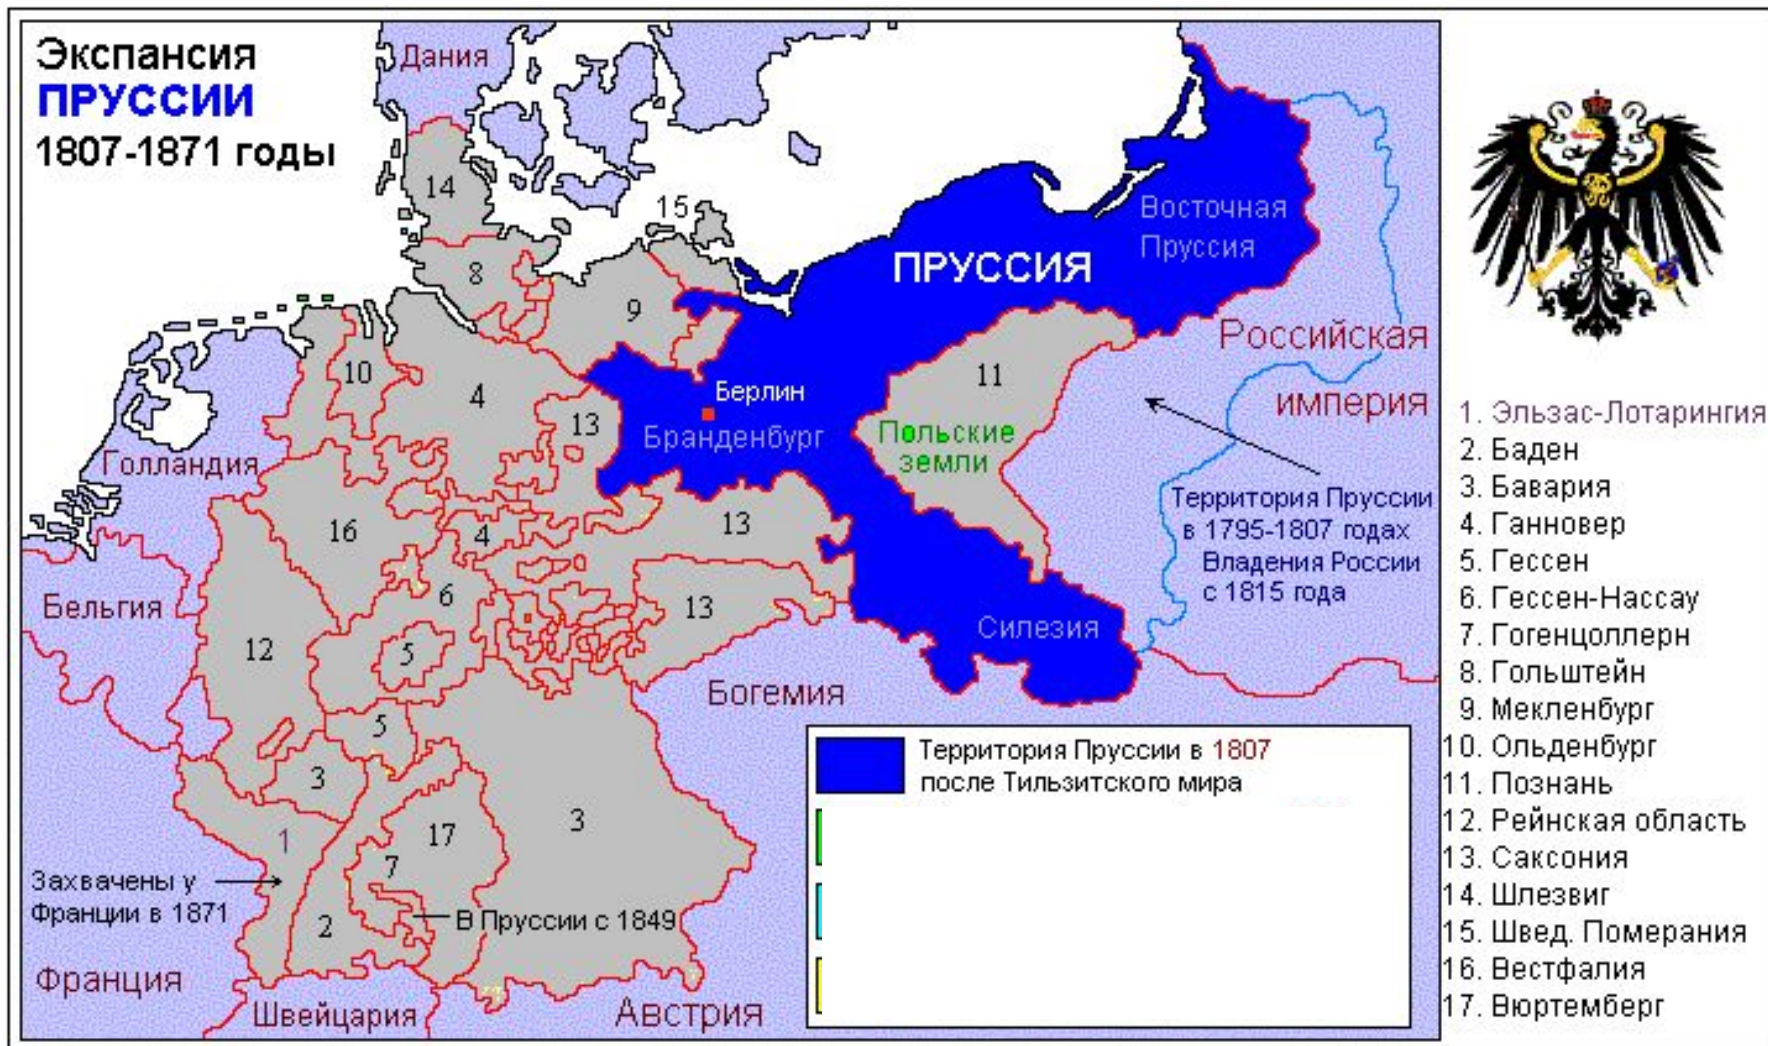 Экспансия
ПРУССИИ
1807-1871 годы
Дания
14
15
8
9
Восточная
Пруссия
ПРУССИЯ
Российская
империя
10
4
13
Берлин
Бранденбург
11
Польские
земли
Голландия
16
4
13
Территория Пруссии
в 1795-1807 годах
Владения России
с 1815 года
Бельгия
6
13
12
5
Силезия
Богемия
5
3
3
1
17
7
Захвачены у
Франции в 1871
2
В Пруссии с 1849
Франция
Швейцария
Австрия
Территория Пруссии в 1807
после Тильзитского мира
1. Эльзас-Лотарингия
2. Баден
3. Бавария
4. Ганновер
5. Гессен
6. Гессен-Нассау
7. Гогенцоллерн
8. Гольштейн
9. Мекленбург
10. Ольденбург
11. Познань
12. Рейнская область
13. Саксония
14. Шлезвиг
15. Швед. Померания
16. Вестфалия
17. Вюртемберг